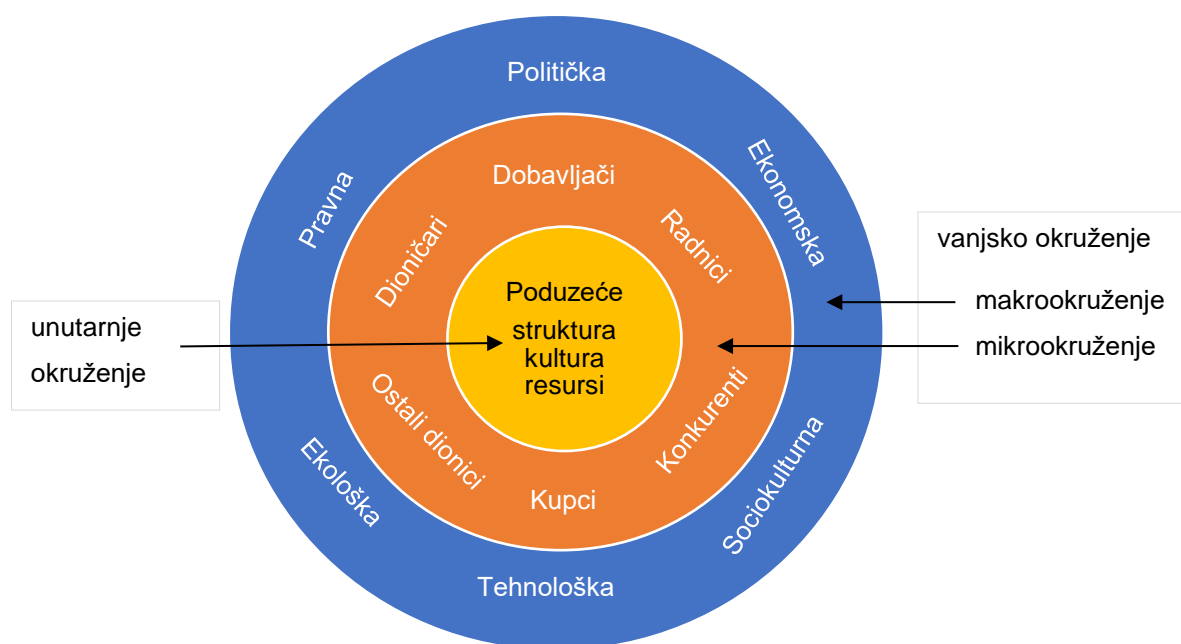 Politička
Ekonomska
Sociokulturna
Tehnološka
Ekološka
Pravna
Dobavljači
Radnici
Konkurenti
Kupci
Ostali dionici
Dioničari
Poduzeće
struktura
kultura
resursi
unutarnje
okruženje
vanjsko okruženje
makrookruženje
mikrookruženje